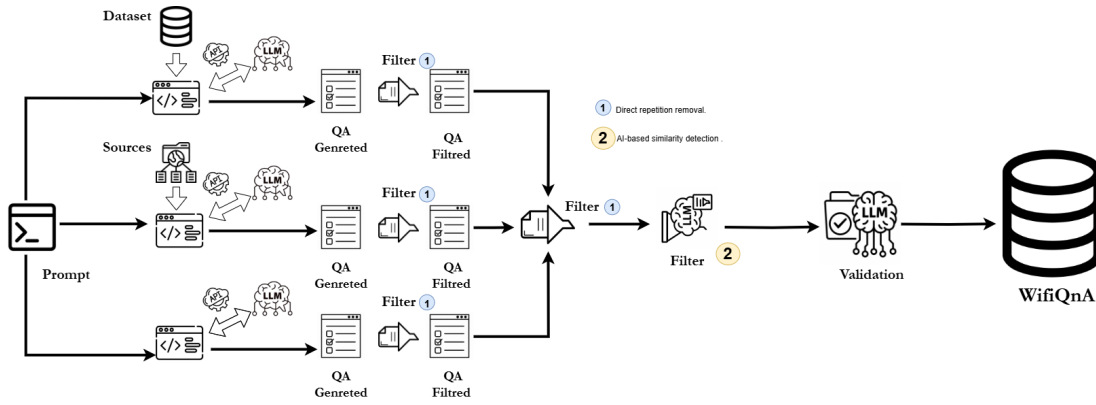 Dataset
API
LLM
</>
Filter 1
QA
Genreted
QA
Filtred
1 Direct repetition removal.
2 AI-based similarity detection .
Sources
API
LLM
</>
Filter 1
QA
Genreted
QA
Filtred
>_
Prompt
Filter 1
LLM
Filter 2
LLM
Validation
WifiQnA
API
LLM
</>
Filter 1
QA
Genreted
QA
Filtred